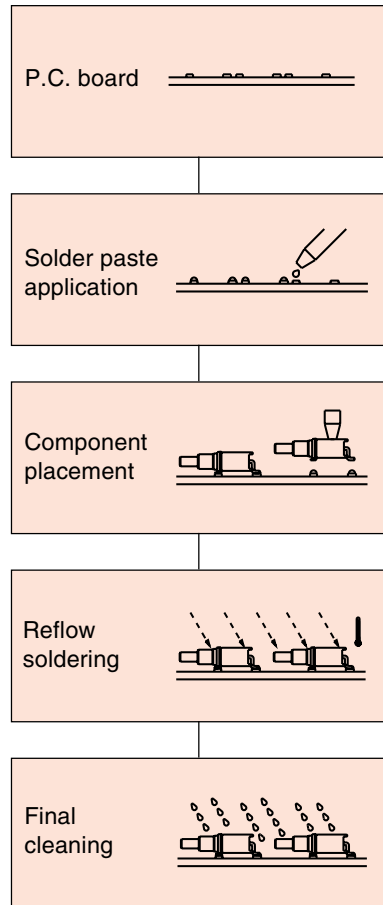 P.C. board
Solder paste
application
Component
placement
Reflow
soldering
Final
cleaning